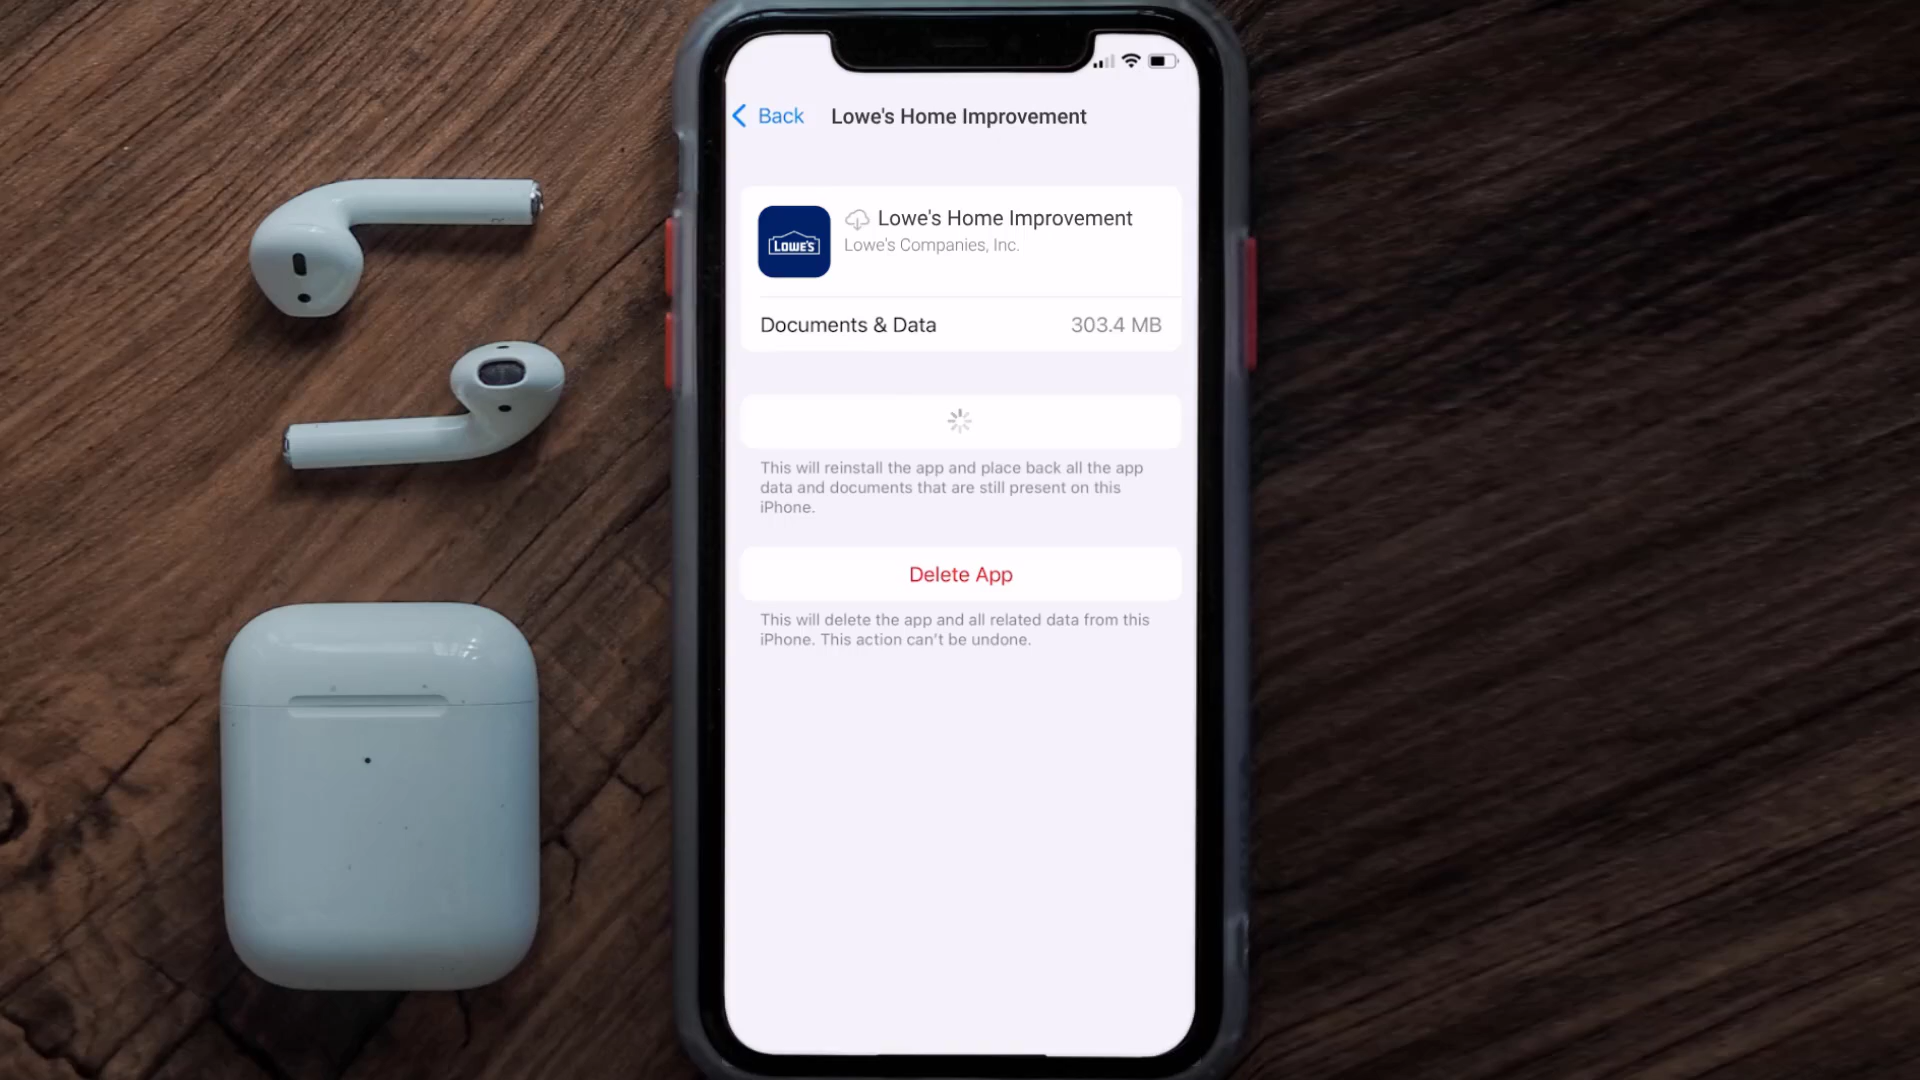 Back Lowe's Home Improvement
LOWE'S
Lowe's Home Improvement
Lowe's Companies, Inc.
Documents & Data 303.4 MB
This will reinstall the app and place back all the app
data and documents that are still present on this
iPhone.
Delete App
This will delete the app and all related data from this
iPhone. This action can't be undone.